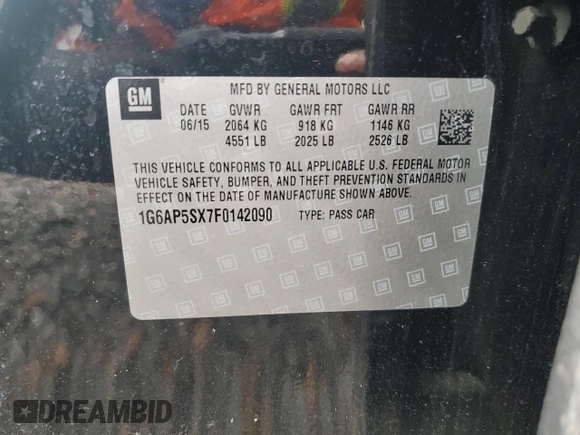 GM MFD BY GENERAL MOTORS LLC
DATE GVWR GAWR FRT GAWR RR
06/15 2064 KG 918 KG 1146 KG
4551 LB 2025 LB 2526 LB
THIS VEHICLE CONFORMS TO ALL APPLICABLE U.S. FEDERAL MOTOR
VEHICLE SAFETY, BUMPER, AND THEFT PREVENTION STANDARDS IN
EFFECT ON THE DATE OF MANUFACTURE SHOWN ABOVE.
1G6AP5SX7F0142090 TYPE: PASS CAR
DREAMBID